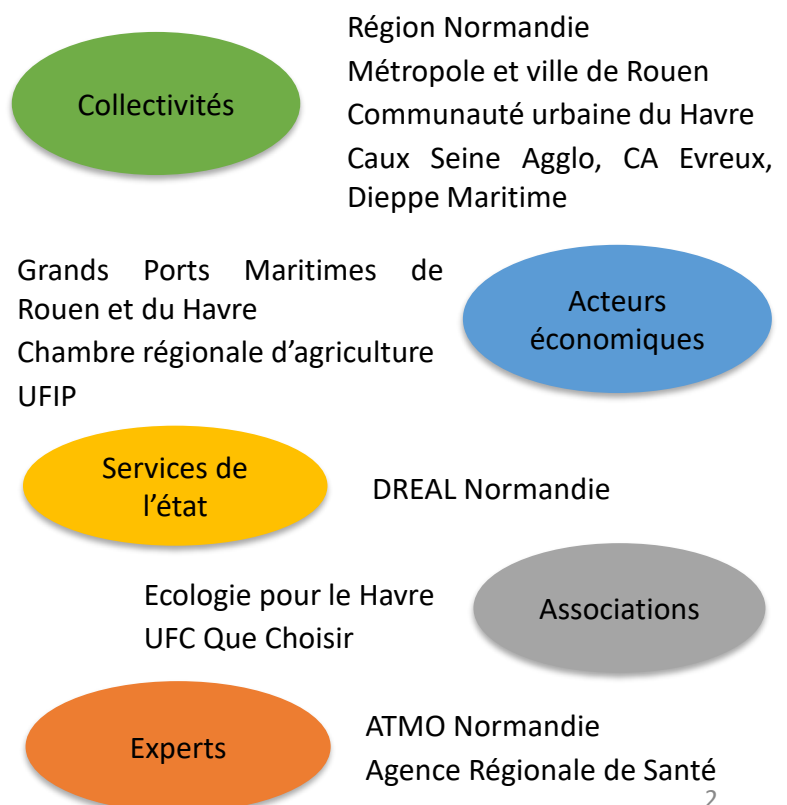 Collectivités
Région Normandie
Métropole et ville de Rouen
Communauté urbaine du Havre
Caux Seine Agglo, CA Evreux,
Dieppe Maritime
Grands Ports Maritimes de
Rouen et du Havre
Chambre régionale d’agriculture
UFIP
Acteurs
économiques
Services de
l’état
DREAL Normandie
Ecologie pour le Havre
UFC Que Choisir
Associations
Experts
ATMO Normandie
Agence Régionale de Santé
2